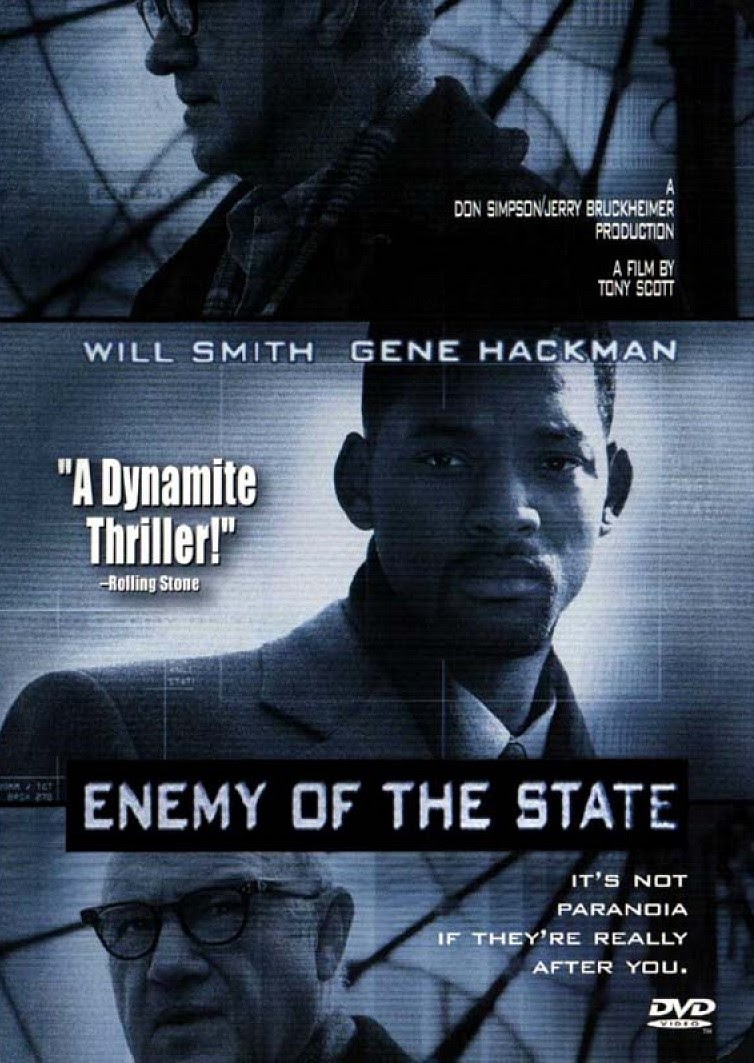 A
DON SIMPSON/JERRY BRUCKHEIMER
PRODUCTION
A FILM BY
TONY SCOTT
WILL SMITH GENE HACKMAN
"A Dynamite
Thriller!"
–Rolling Stone
ENEMY OF THE STATE
IT'S NOT
PARANOIA
IF THEY'RE REALLY
AFTER YOU.
DVD
VIDEO
TM